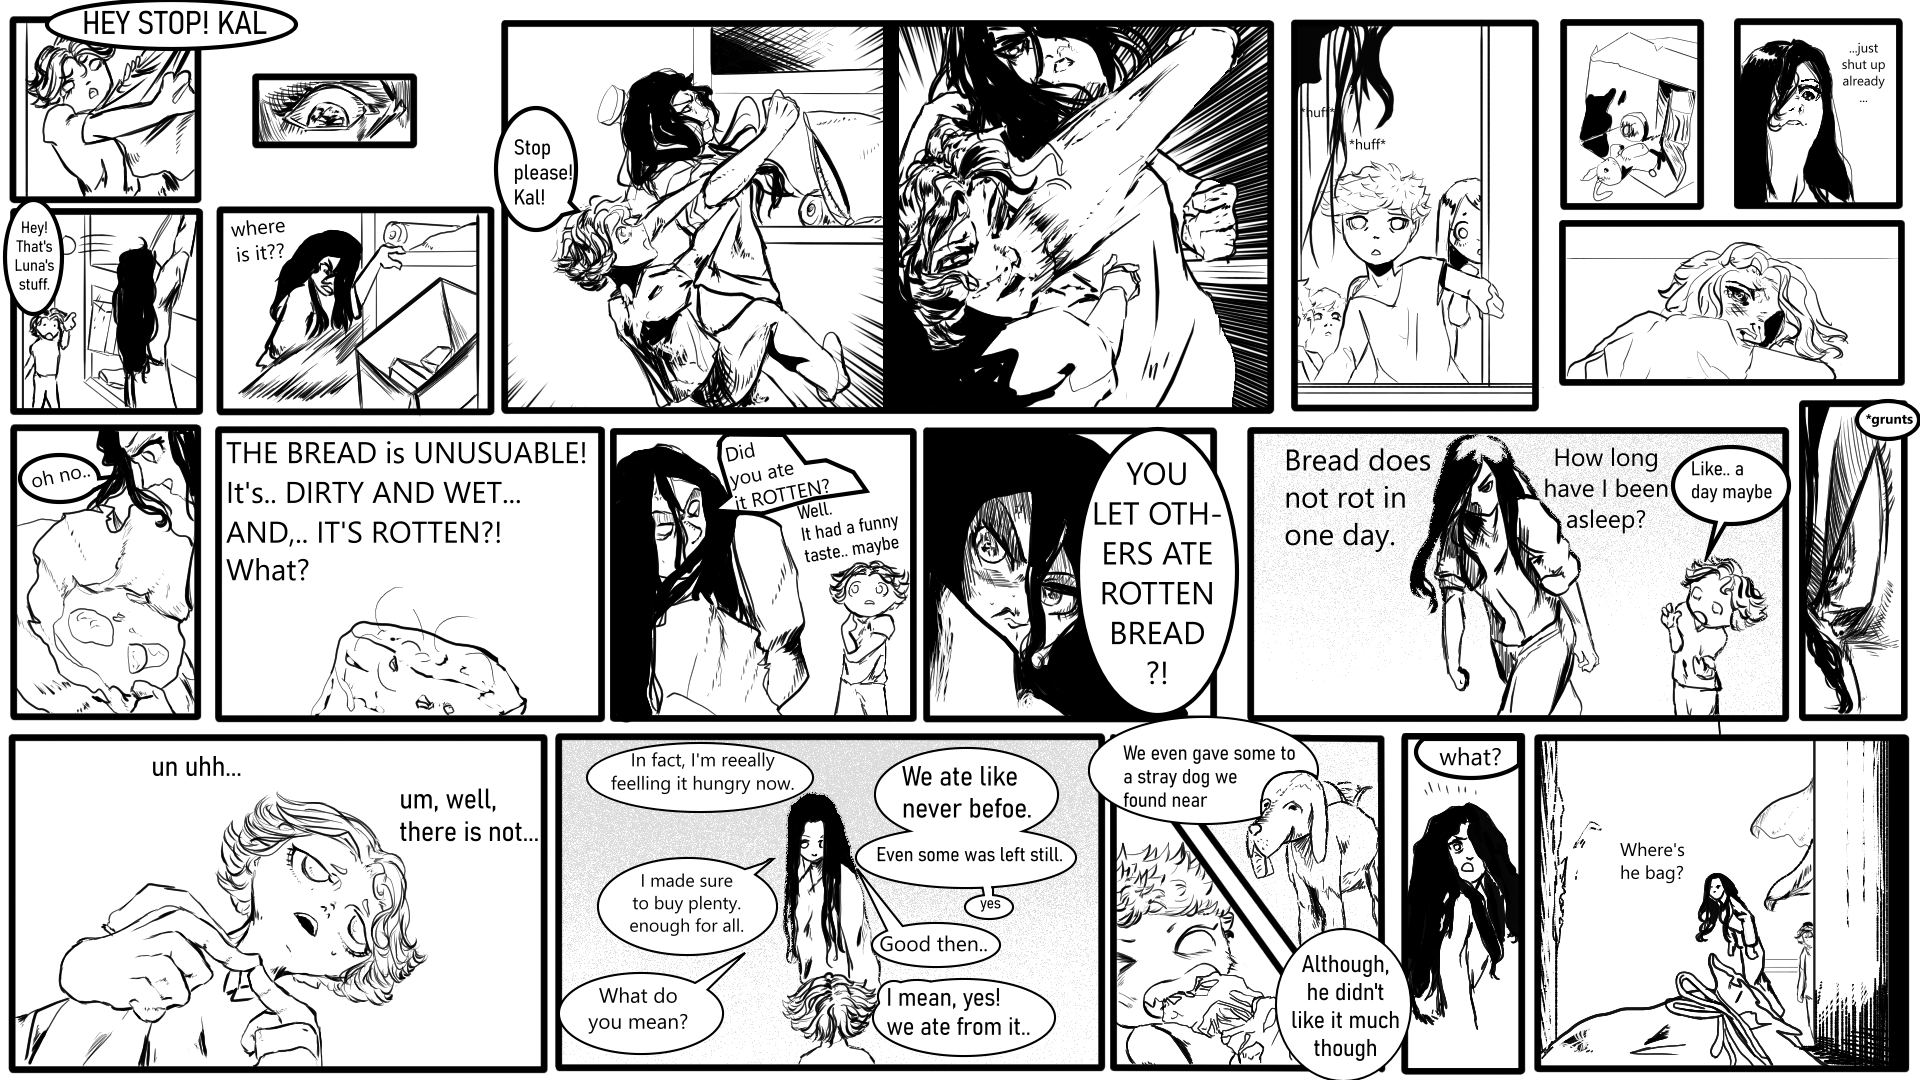 HEY STOP! KAL
Hey!
That's
Luna's
stuff.
where
is it??
Stop
please!
Kal!
*huff*
*huff*
...just
shut up
already
...
oh no..
THE BREAD is UNUSUABLE!
It's.. DIRTY AND WET...
AND,.. IT'S ROTTEN?!
What?
Did
you ate
it ROTTEN?
Well.
It had a funny
taste.. maybe
YOU
LET OTH-
ERS ATE
ROTTEN
BREAD
?!
Bread does
not rot in
one day.
How long
have I been
asleep?
Like.. a
day maybe
*grunts
un uhh...
um, well,
there is not...
In fact, I'm reeally
feelling it hungry now.
We ate like
never befoe.
Even some was left still.
yes
I made sure
to buy plenty.
enough for all.
Good then..
What do
you mean?
I mean, yes!
we ate from it..
We even gave some to
a stray dog we
found near
Although,
he didn't
like it much
though
what?
Where's
he bag?